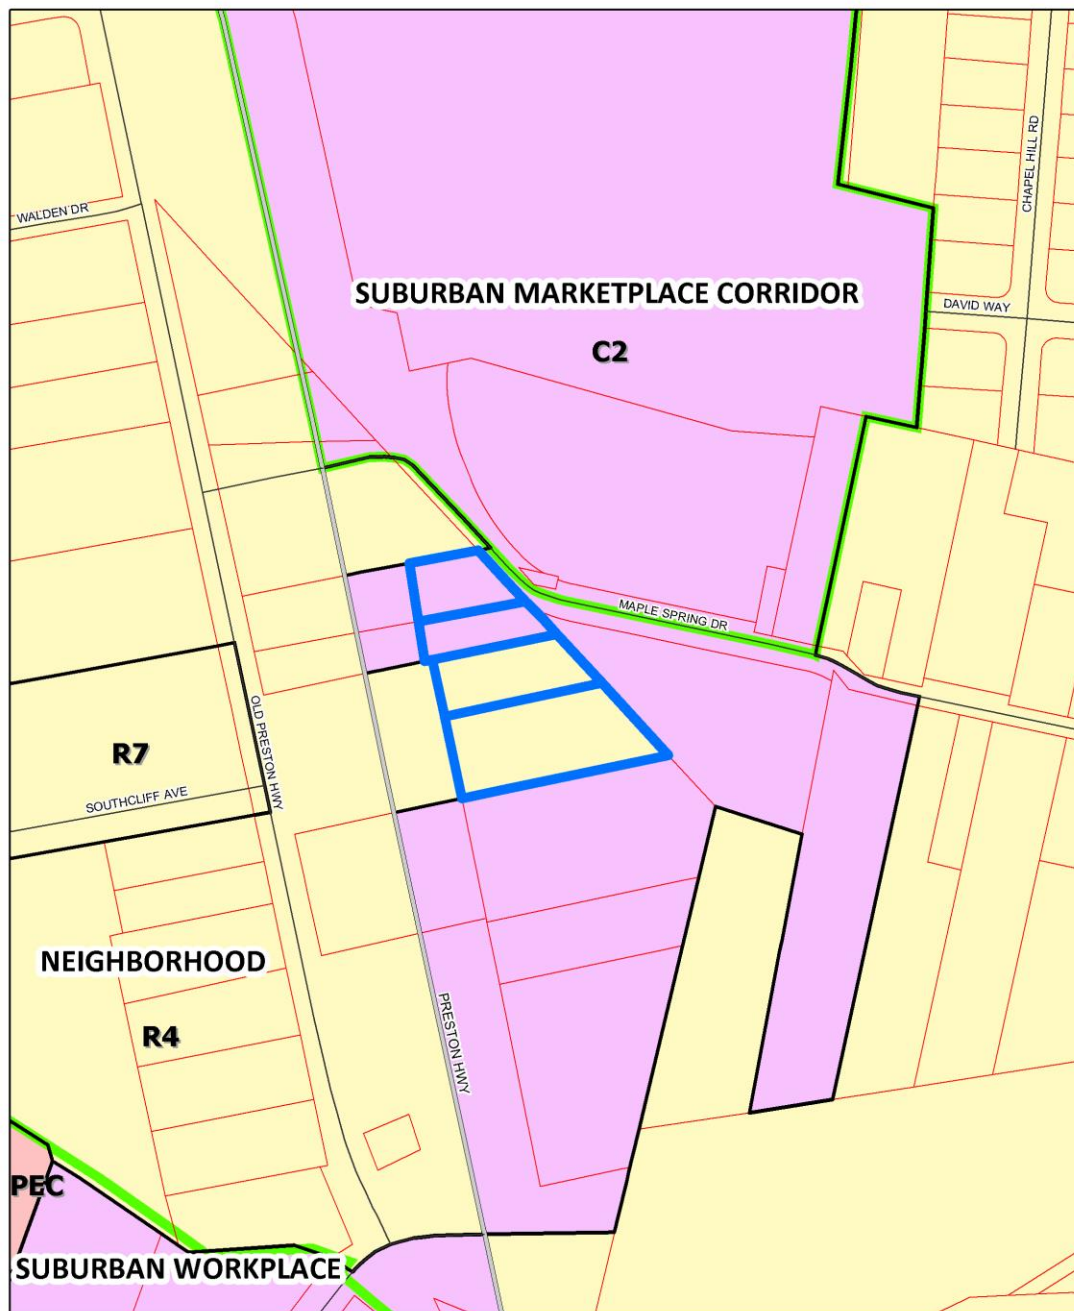 CHAPEL HILL RD
WALDEN DR
SUBURBAN MARKETPLACE CORRIDOR
DAVID WAY
C2
MAPLE SPRING DR
OLD PRESTON HWY
R7
SOUTHCLIFF AVE
NEIGHBORHOOD
R4
PRESTON HWY
PEC
SUBURBAN WORKPLACE